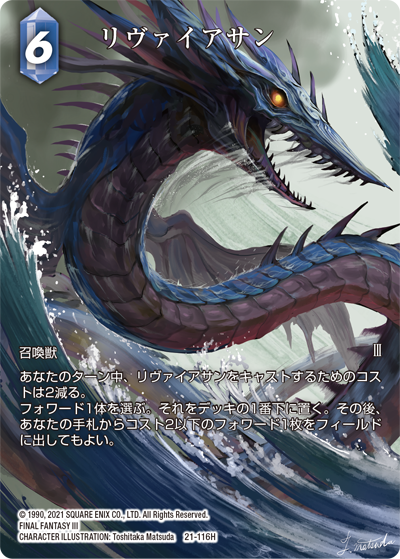 6
リヴァイアサン
召喚獣
III
あなたのターン中、リヴァイアサンをキャストするためのコス
トは2減る。
フォワード1体を選ぶ。それをデッキの1番下に置く。その後、
あなたの手札からコスト2以下のフォワード1枚をフィールド
に出してもよい。
© 1990, 2021 SQUARE ENIX CO., LTD. All Rights Reserved.
FINAL FANTASY III
CHARACTER ILLUSTRATION: Toshitaka Matsuda 21-116H